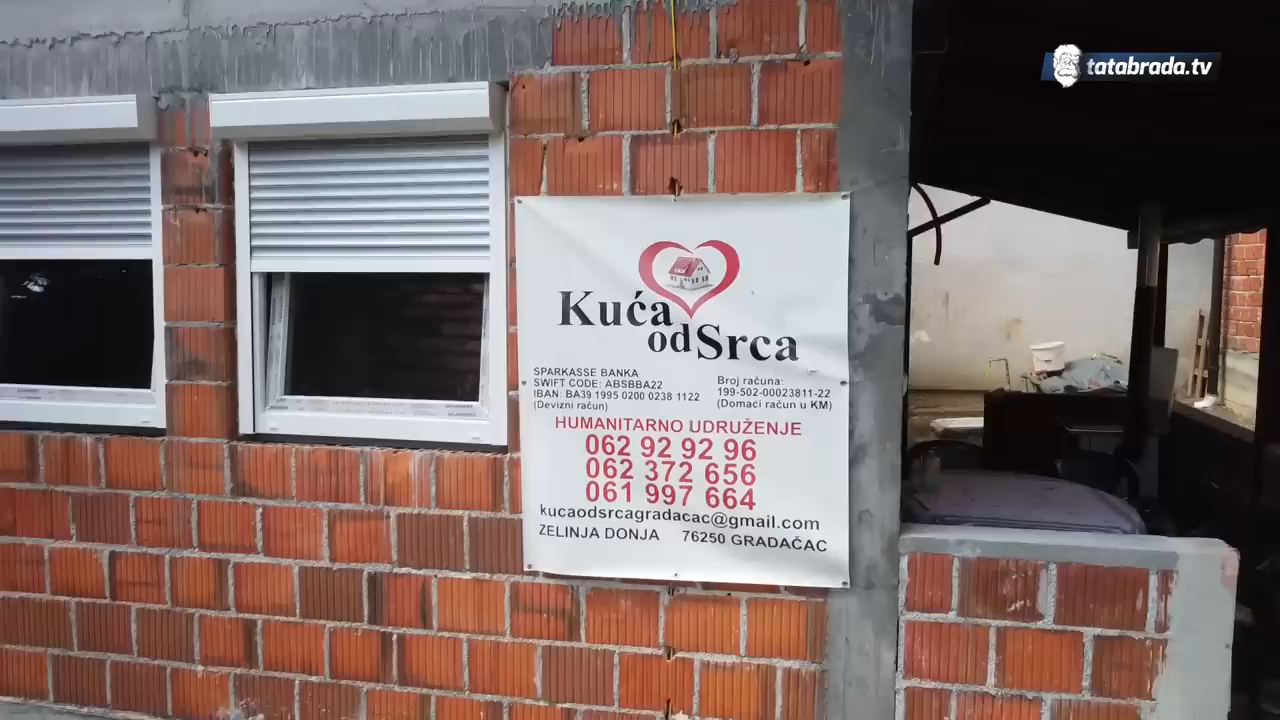 tatabrada.tv
Kuća
od Srca
SPARKASSE BANKA
SWIFT CODE: ABSBBA22
IBAN: BA39 1995 0200 0238 1122
(Devizni račun)
Broj računa:
199-502-00023811-22
(Domaći račun u KM)
HUMANITARNO UDRUŽENJE
062 92 92 96
062 372 656
061 997 664
kucaodsrcagradacac@gmail.com
ZELINJA DONJA 76250 GRADAČAC